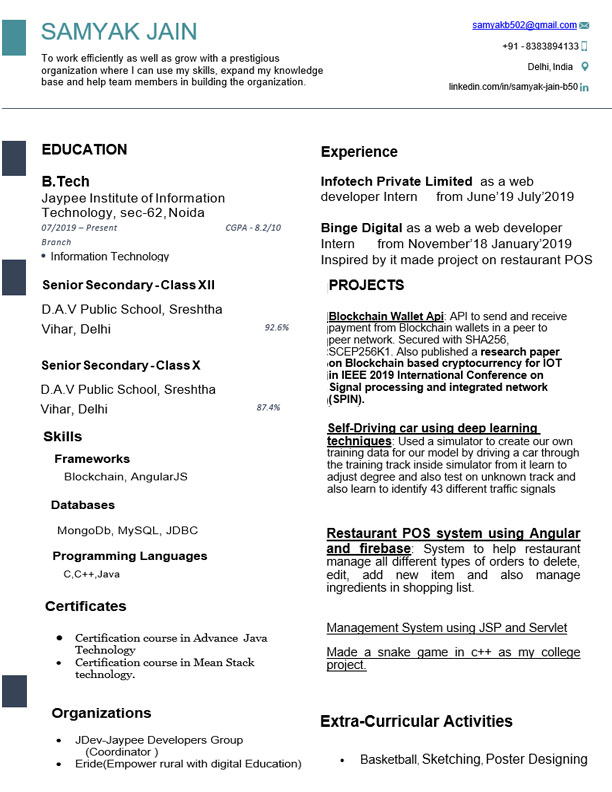 SAMYAK JAIN
To work efficiently as well as grow with a prestigious
organization where I can use my skills, expand my knowledge
base and help team members in building the organization.
samyakb502@gmail.com
+91 - 8383894133
Delhi, India
linkedin.com/in/samyak-jain-b50
EDUCATION
B.Tech
Jaypee Institute of Information
Technology, sec-62, Noida
07/2019 – Present CGPA - 8.2/10
Branch
• Information Technology
Senior Secondary - Class XII
D.A.V Public School, Sreshtha
Vihar, Delhi 92.6%
Senior Secondary - Class X
D.A.V Public School, Sreshtha
Vihar, Delhi 87.4%
Skills
Frameworks
Blockchain, AngularJS
Databases
MongoDb, MySQL, JDBC
Programming Languages
C,C++,Java
Certificates
• Certification course in Advance Java
Technology
• Certification course in Mean Stack
technology.
Organizations
• JDev-Jaypee Developers Group
(Coordinator )
• Eride(Empower rural with digital Education)
Experience
Infotech Private Limited as a web
developer Intern from June'19 July'2019
Binge Digital as a web a web developer
Intern from November'18 January'2019
Inspired by it made project on restaurant POS
PROJECTS
Blockchain Wallet Api: API to send and receive
payment from Blockchain wallets in a peer to
peer network. Secured with SHA256,
SCEP256K1. Also published a research paper
on Blockchain based cryptocurrency for IOT
in IEEE 2019 International Conference on
Signal processing and integrated network
(SPIN).
Self-Driving car using deep learning
techniques: Used a simulator to create our own
training data for our model by driving a car through
the training track inside simulator from it learn to
adjust degree and also test on unknown track and
also learn to identify 43 different traffic signals
Restaurant POS system using Angular
and firebase: System to help restaurant
manage all different types of orders to delete,
edit, add new item and also manage
ingredients in shopping list.
Management System using JSP and Servlet
Made a snake game in c++ as my college
project.
Extra-Curricular Activities
• Basketball, Sketching, Poster Designing